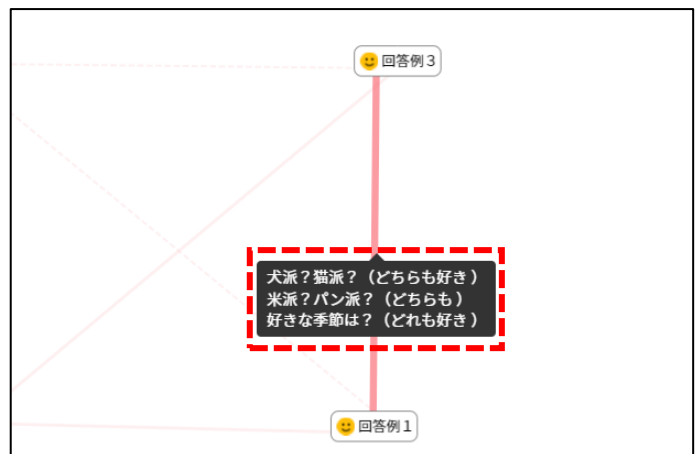 回答例３
犬派？猫派？（どちらも好き）
米派？パン派？（どちらも）
好きな季節は？（どれも好き）
回答例１